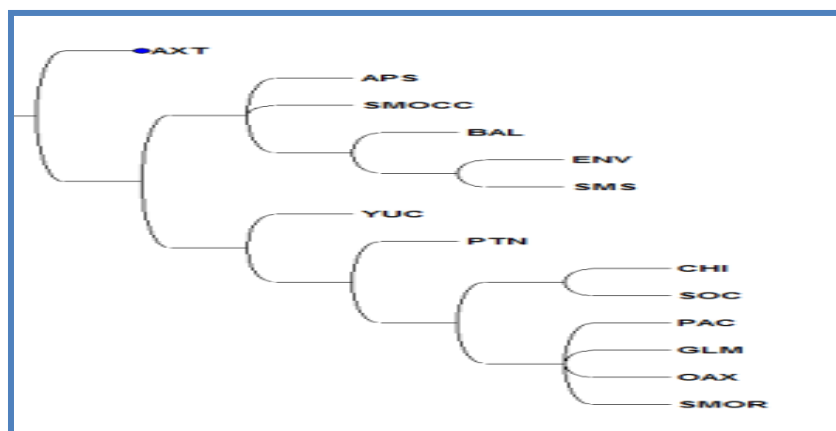 AXT
APS
SMOCC
BAL
ENV
SMS
YUC
PTN
CHI
SOC
PAC
GLM
OAX
SMOR